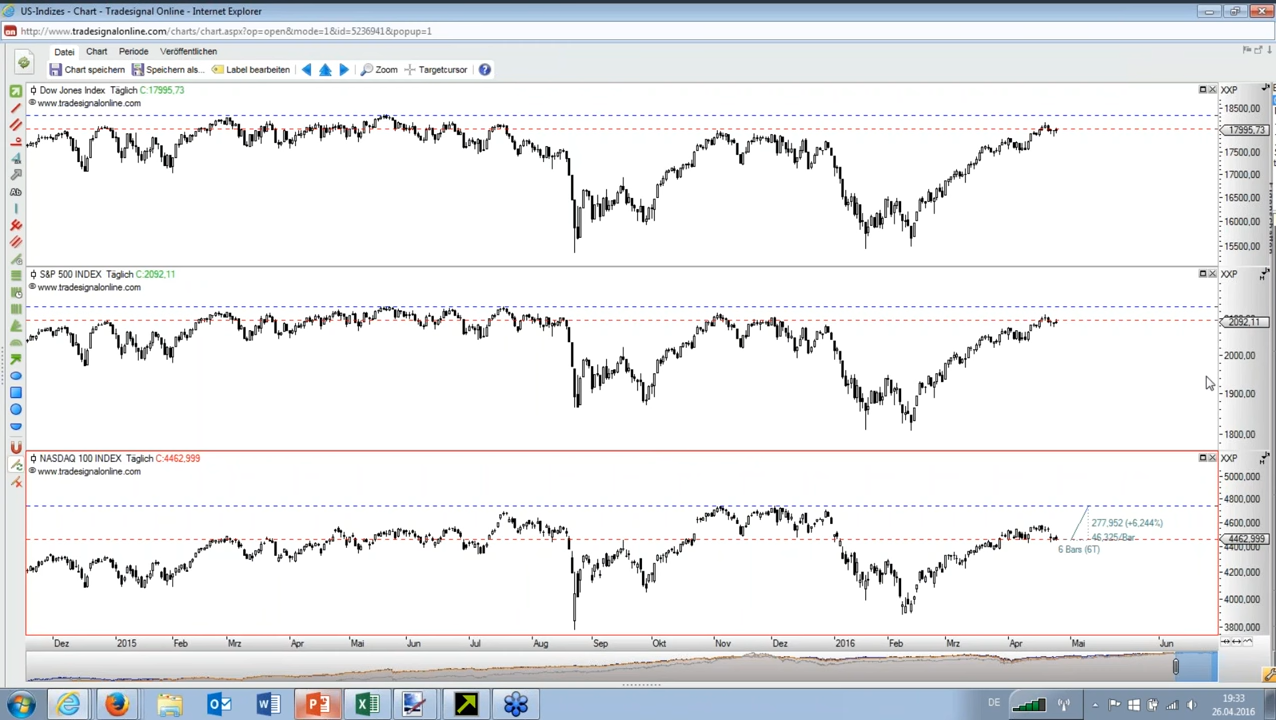 US-Indizes - Chart - Tradesignal Online - Internet Explorer
http://www.tradesignalonline.com/charts/chart.aspx?op=open&mode=1&id=5236941&popup=1
Datei Chart Periode Veröffentlichen
Chart speichern Speichern als... Label bearbeiten Zoom Targetcursor
Dow Jones Index Täglich C:17995,73
www.tradesignalonline.com
XXP
18500,00
17995,73
17500,00
17000,00
16500,00
16000,00
15500,00
S&P 500 INDEX Täglich C:2092,11
www.tradesignalonline.com
XXP
2092,11
2000,00
1900,00
1800,00
NASDAQ 100 INDEX Täglich C:4462,999
www.tradesignalonline.com
XXP
5000,000
4800,000
4600,000
4462,999
4400,000
4200,000
4000,000
3800,000
277,952 (+6,244%)
46,325/Bar
6 Bars (6T)
Dez 2015 Feb Mrz Apr Mai Jun Jul Aug Sep Okt Nov Dez 2016 Feb Mrz Apr Mai Jun
Ab
DE
19:33
26.04.2016